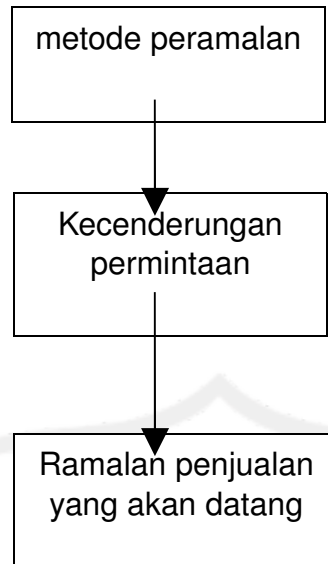 metode peramalan
Kecenderungan
permintaan
Ramalan penjualan
yang akan datang